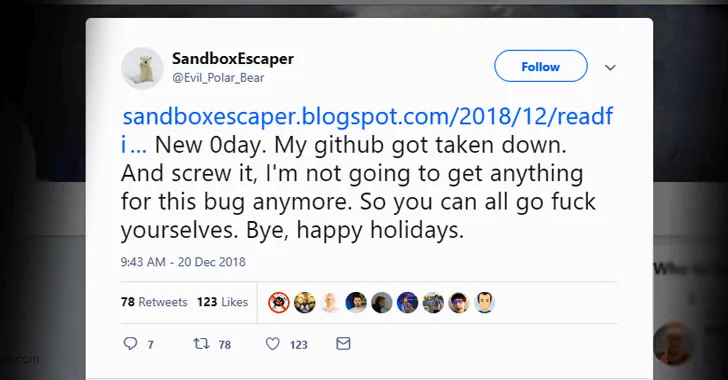 SandboxEscaper
@Evil_Polar_Bear
Follow
sandboxescaper.blogspot.com/2018/12/readf
i... New 0day. My github got taken down.
And screw it, I'm not going to get anything
for this bug anymore. So you can all go fuck
yourselves. Bye, happy holidays.
9:43 AM - 20 Dec 2018
78 Retweets 123 Likes
7 78 123